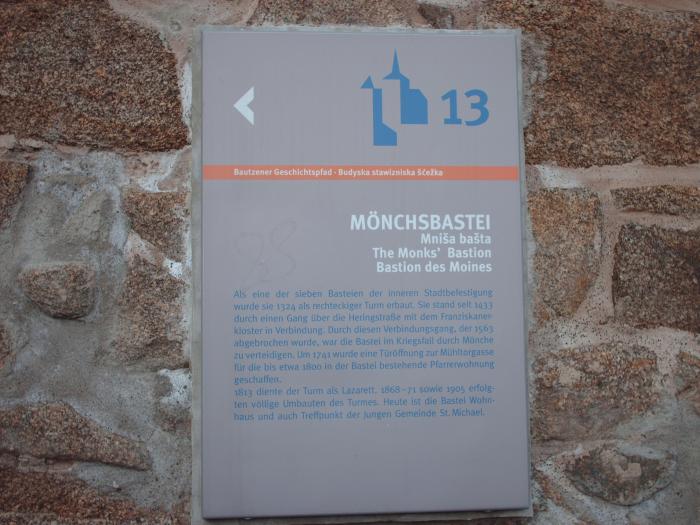 13
Bautzener Geschichtspfad · Budyska stawizniska šćežka
MÖNCHSBASTEI
Mniša bašta
The Monks' Bastion
Bastion des Moines
Als eine der sieben Basteien der inneren Stadtbefestigung
wurde sie 1324 als rechteckiger Turm erbaut. Sie stand seit 1433
durch einen Gang über die Heringstraße mit dem Franziskaner-
kloster in Verbindung. Durch diesen Verbindungsgang, der 1563
abgebrochen wurde, war die Bastei im Kriegsfall durch Mönche
zu verteidigen. Um 1741 wurde eine Türöffnung zur Mühltorgasse
für die bis etwa 1800 in der Bastei bestehende Pfarrerwohnung
geschaffen.
1813 diente der Turm als Lazarett. 1868–71 sowie 1905 erfolg-
ten völlige Umbauten des Turmes. Heute ist die Bastei Wohn-
haus und auch Treffpunkt der Jungen Gemeinde St. Michael.